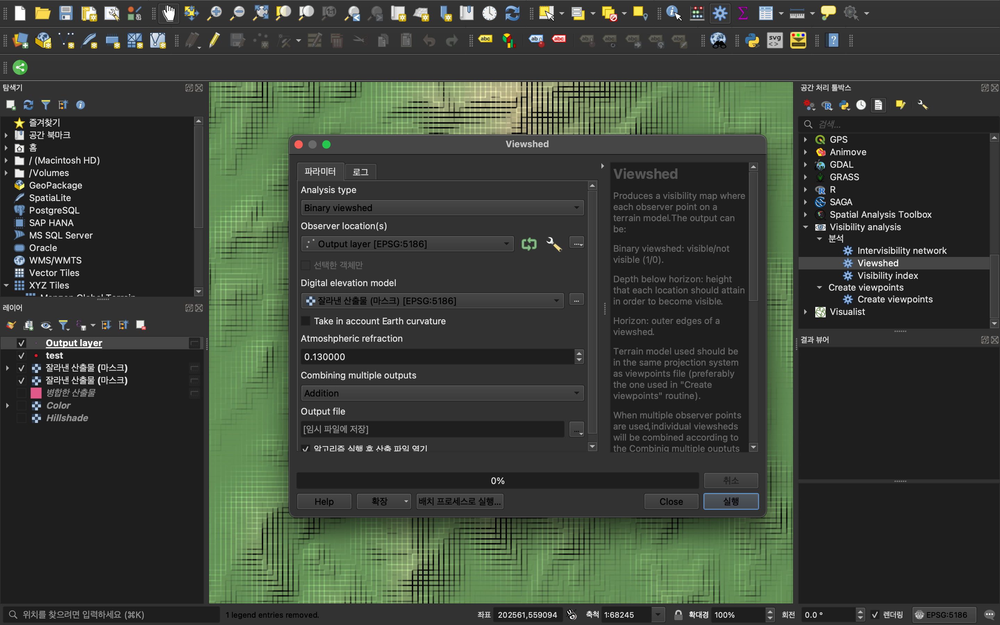 1:1
a
abc
ab
abc
ab
abc
abc
abc
abc
svg
<>
?
탐색기
즐겨찾기
공간 북마크
홈
/ (Macintosh HD)
/Volumes
GeoPackage
SpatiaLite
PostgreSQL
SAP HANA
MS SQL Server
Oracle
WMS/WMTS
Vector Tiles
XYZ Tiles
레이어
Output layer
test
잘라낸 산출물 (마스크)
잘라낸 산출물 (마스크)
병합한 산출물
Color
Hillshade
Viewshed
파라미터
로그
Analysis type
Binary viewshed
Observer location(s)
Output layer [EPSG:5186]
...
선택한 객체만
Digital elevation model
잘라낸 산출물 (마스크) [EPSG:5186]
...
Take in account Earth curvature
Atmoshpheric refraction
0.130000
Combining multiple outputs
Addition
Output file
[임시 파일에 저장]
...
알고리즘 실행 후 산출 파일 열기
Viewshed
Produces a visibility map where
each observer point on a
terrain model.The output can
be:
Binary viewshed: visible/not
visible (1/0).
Depth below horizon: height
that each location should attain
in order to become visible.
Horizon: outer edges of a
viewshed.
Terrain model used should be
in the same projection system
as viewpoints file (preferably
the one used in "Create
viewpoints" routine).
When multiple observer points
are used,individual viewsheds
will be combined according to
the Combinig multiple ouptuts
0%
취소
Help
확장
배치 프로세스로 실행...
Close
실행
공간 처리 툴박스
검색...
GPS
Animove
GDAL
GRASS
R
SAGA
Spatial Analysis Toolbox
Visibility analysis
분석
Intervisibility network
Viewshed
Visibility index
Create viewpoints
Create viewpoints
Visualist
결과 뷰어
위치를 찾으려면 입력하세요 (⌘K)
1 legend entries removed.
좌표 202561,559094
축척 1:68245
확대경 100%
회전 0.0 °
렌더링
EPSG:5186